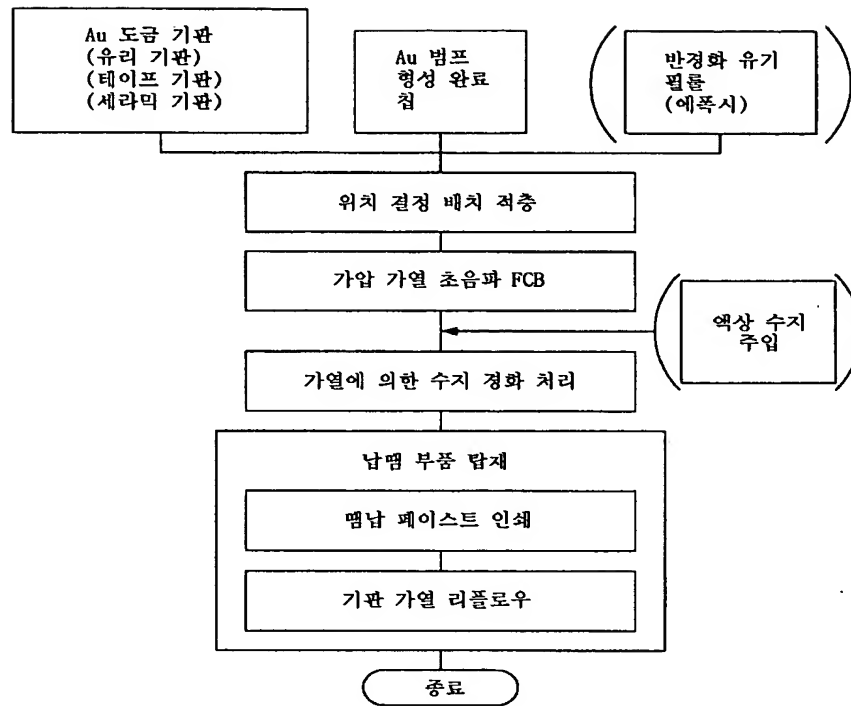 Au 도금 기판
(유리 기판)
(테이프 기판)
(세라믹 기판)
Au 범프
형성 완료
칩
반경화 유기
필름
(에폭시)
위치 결정 배치 적층
가압 가열 초음파 FCB
액상 수지
주입
가열에 의한 수지 경화 처리
납땜 부품 탑재
땜납 페이스트 인쇄
기판 가열 리플로우
종료